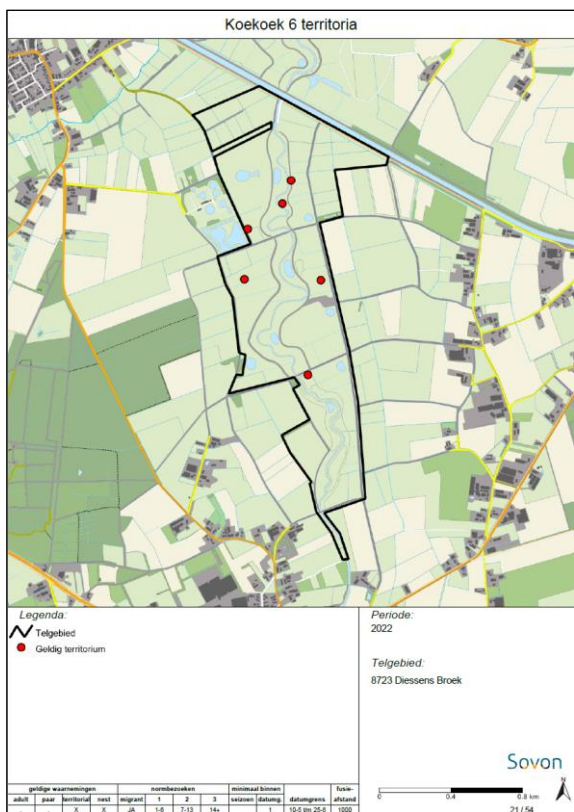 Koekoek 6 territoria
Legenda:
Telgebied
Geldig territorium
Periode:
2022
Telgebied:
8723 Diessens Broek
Sovon
0 0.4 0.8 km
21 / 54
geldige waarnemingen normbezoeken minimaal binnen fusie-
adult paar territoriaal nest migrant 1 2 3 seizoen datumg. datumgrens afstand
. . X X JA 1-6 7-13 14+ . 1 10-5 t/m 25-6 1000